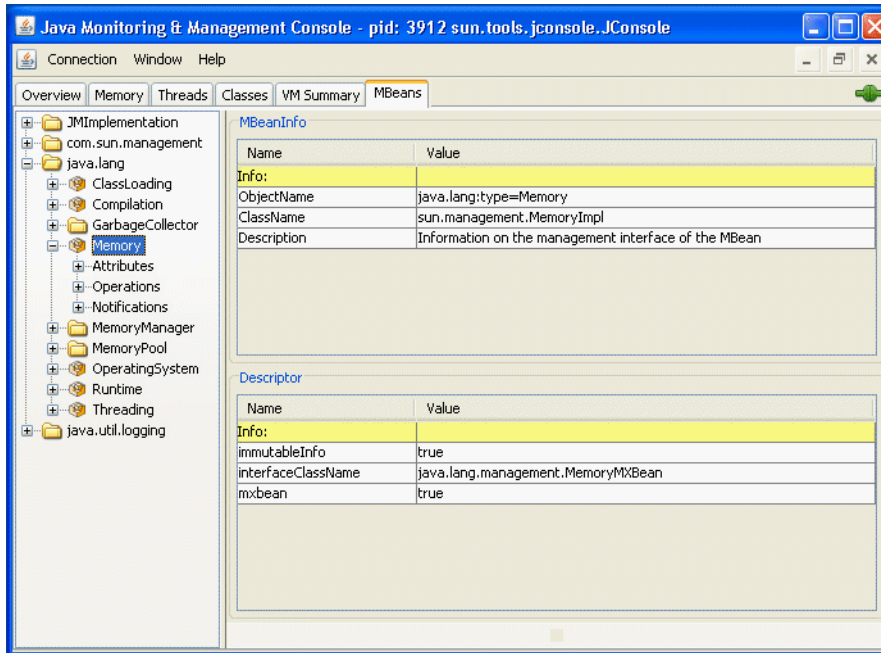 Java Monitoring & Management Console - pid: 3912 sun.tools.jconsole.JConsole
Connection Window Help
Overview Memory Threads Classes VM Summary MBeans
JMImplementation
com.sun.management
java.lang
ClassLoading
Compilation
GarbageCollector
Memory
Attributes
Operations
Notifications
MemoryManager
MemoryPool
OperatingSystem
Runtime
Threading
java.util.logging
MBeanInfo
Name Value
Info:
ObjectName java.lang:type=Memory
ClassName sun.management.MemoryImpl
Description Information on the management interface of the MBean
Descriptor
Name Value
Info:
immutableInfo true
interfaceClassName java.lang.management.MemoryMXBean
mxbean true